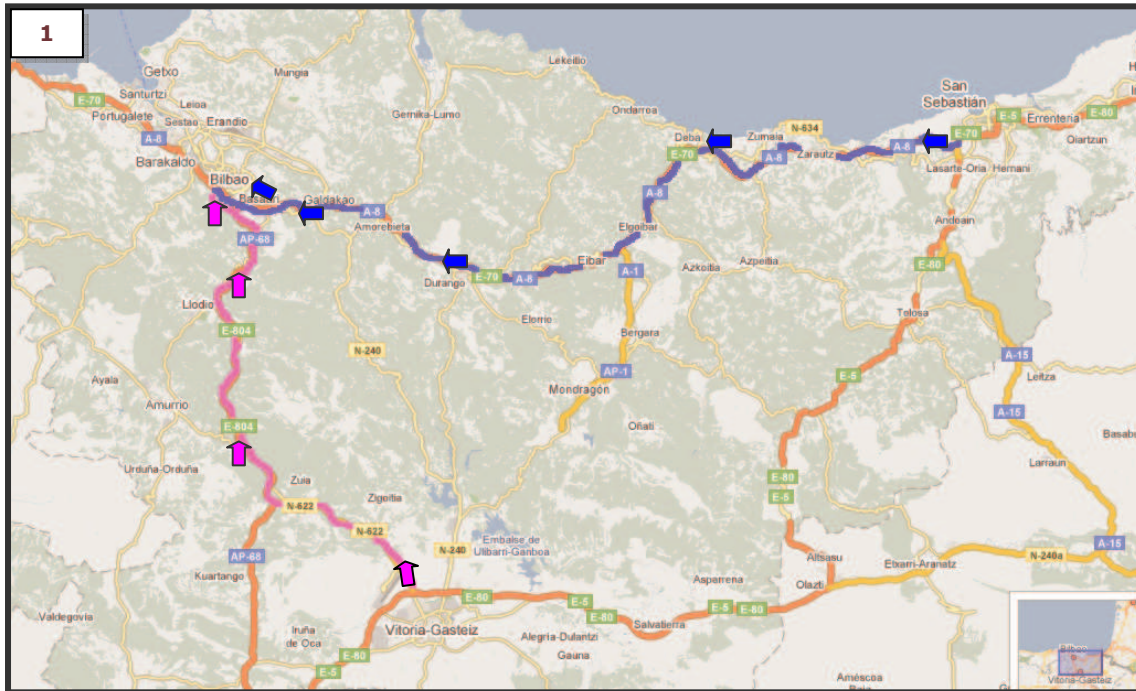 1
Getxo
Mungia
Lekeitio
Santurtzi
Leioa
E-70
Portugalete
Sestao
Erandio
Gernika-Lumo
Ondarroa
San
Sebastián
E-5
Errenteria
E-80
A-8
Deba
Zumaia
N-634
E-70
Oiartzun
Barakaldo
E-70
A-8
Zarautz
A-8
Lasarte-Oria
Hernani
Bilbao
Basauri
Galdakao
A-8
A-8
Amorebieta
Elgoibar
Andoain
AP-68
Eibar
A-1
Azkoitia
Azpeitia
E-80
Durango
E-70
A-8
Llodio
Elorrio
Tolosa
E-804
Bergara
N-240
A-15
Ayala
AP-1
E-5
Leitza
Mondragón
Amurrio
A-15
E-804
Oñati
Urduña-Orduña
Larraun
Zuia
Zigoitia
E-80
N-622
E-5
N-622
Embalse de
Ulibarri-Ganboa
AP-68
N-240
Altsasu
N-240a
A-15
Kuartango
Asparrena
Etxarri-Aranatz
Olazti
E-80
E-5
E-5
E-80
Valdegovía
Iruña
de Oca
Vitoria-Gasteiz
E-80
Salvatierra
Alegría-Dulantzi
Gauna
E-5
E-80
Bilbao
Améscoa
Vitoria-Gasteiz